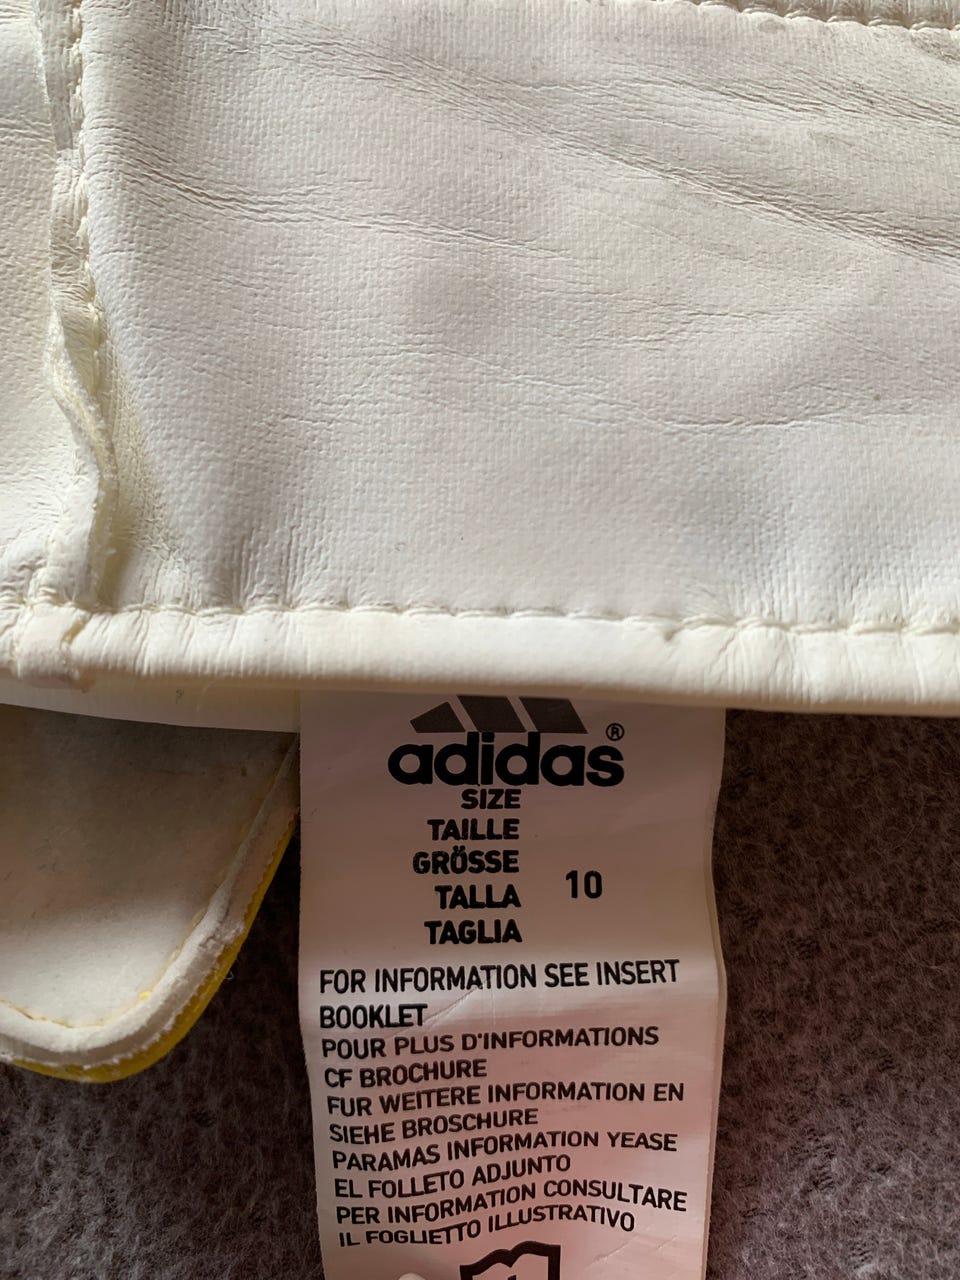 adidas®
SIZE
TAILLE
GRÖSSE
TALLA 10
TAGLIA
FOR INFORMATION SEE INSERT
BOOKLET
POUR PLUS D'INFORMATIONS
CF BROCHURE
FUR WEITERE INFORMATION EN
SIEHE BROSCHURE
PARAMAS INFORMATION YEASE
EL FOLLETO ADJUNTO
PER INFORMATION CONSULTARE
IL FOGLIETTO ILLUSTRATIVO